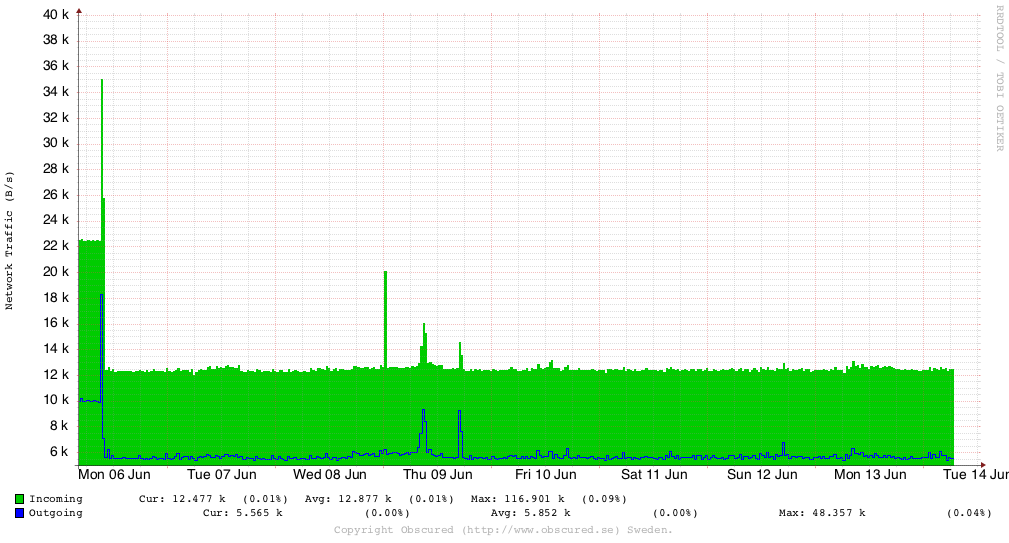 40 k
38 k
36 k
34 k
32 k
30 k
28 k
26 k
24 k
22 k
20 k
18 k
16 k
14 k
12 k
10 k
8 k
6 k
Network Traffic (B/s)
RRDTOOL / TOBI OETIKER
Mon 06 Jun Tue 07 Jun Wed 08 Jun Thu 09 Jun Fri 10 Jun Sat 11 Jun Sun 12 Jun Mon 13 Jun Tue 14 Jun
Incoming Cur: 12.477 k (0.01%) Avg: 12.877 k (0.01%) Max: 116.901 k (0.09%)
Outgoing Cur: 5.565 k (0.00%) Avg: 5.852 k (0.00%) Max: 48.357 k (0.04%)
Copyright Obscured (http://www.obscured.se) Sweden.